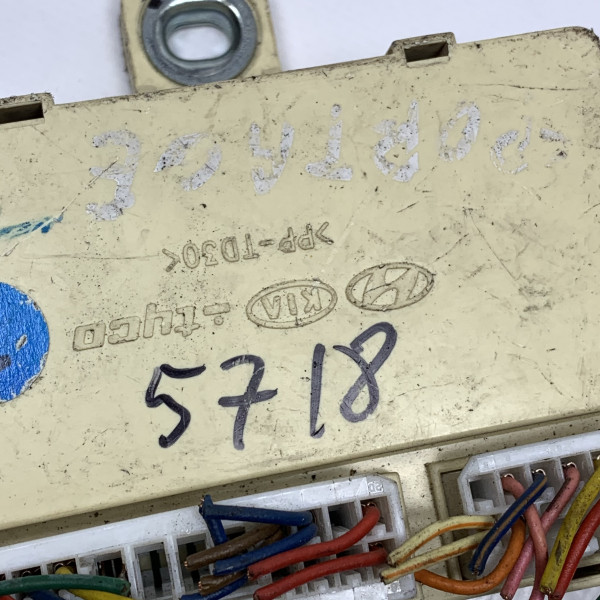 SPORTAGE
>PP-TD30<
KIA tyco
5718